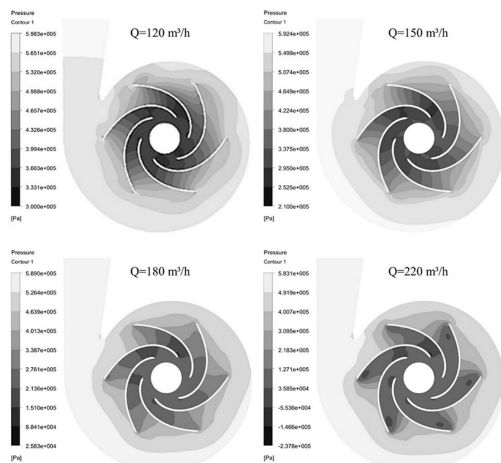 Pressure
Contour 1
Q=120 m³/h
5.983e+005
5.651e+005
5.320e+005
4.988e+005
4.657e+005
4.326e+005
3.994e+005
3.663e+005
3.331e+005
3.000e+005
[Pa]
Pressure
Contour 1
Q=150 m³/h
5.924e+005
5.499e+005
5.074e+005
4.649e+005
4.224e+005
3.800e+005
3.375e+005
2.950e+005
2.525e+005
2.100e+005
[Pa]
Pressure
Contour 1
Q=180 m³/h
5.890e+005
5.264e+005
4.639e+005
4.013e+005
3.387e+005
2.761e+005
2.136e+005
1.510e+005
8.841e+004
2.583e+004
[Pa]
Pressure
Contour 1
Q=220 m³/h
5.831e+005
4.919e+005
4.007e+005
3.095e+005
2.183e+005
1.271e+005
3.585e+004
-5.536e+004
-1.466e+005
-2.378e+005
[Pa]